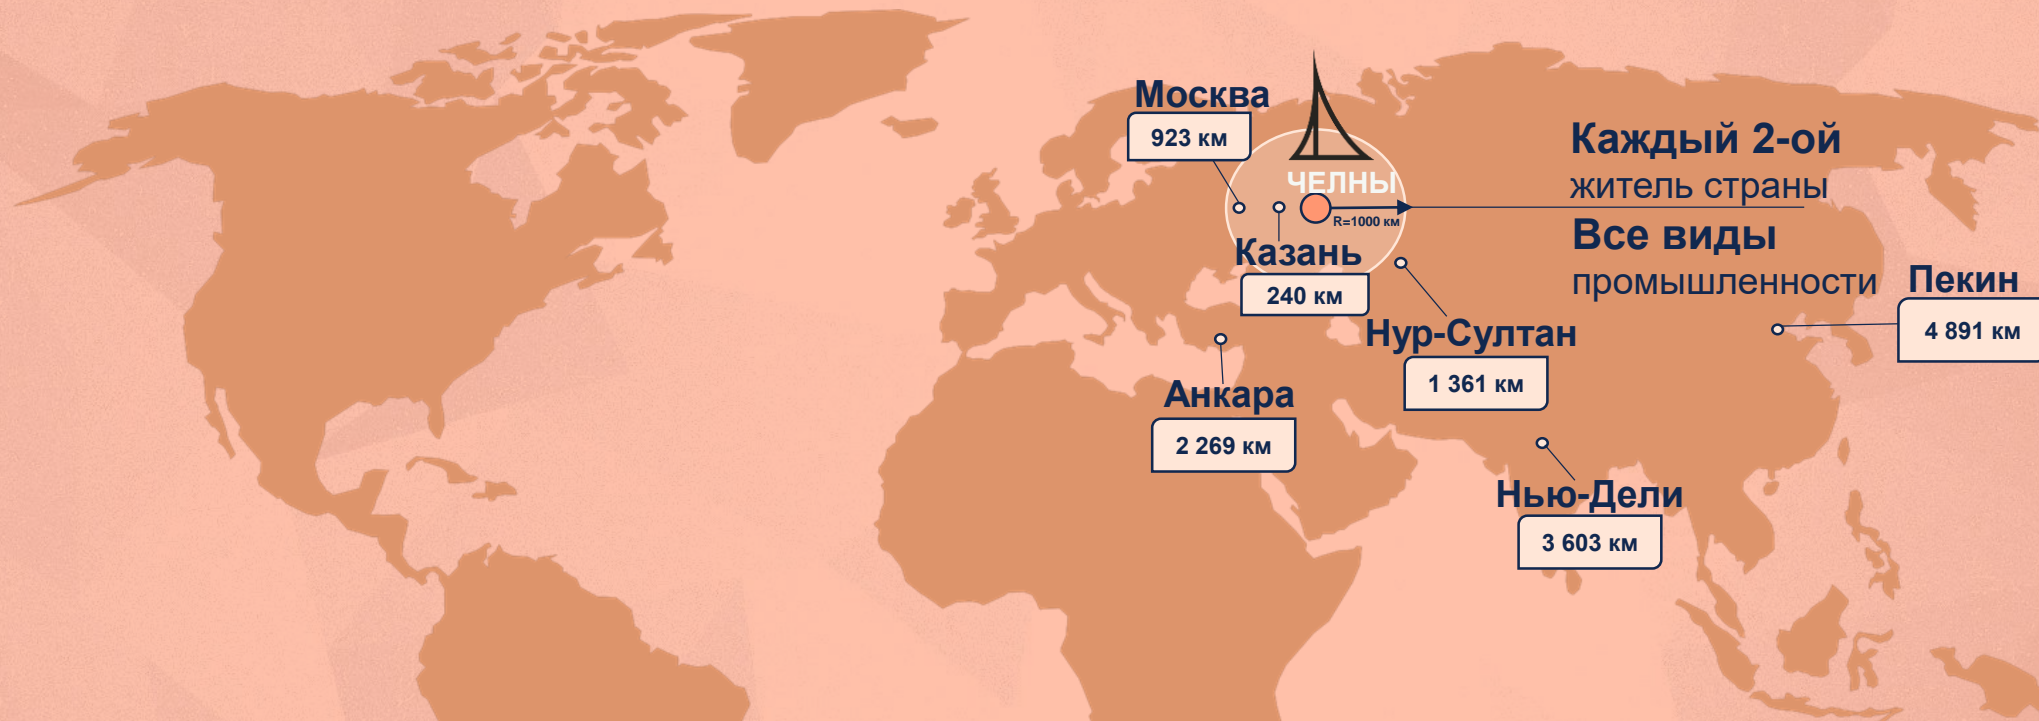 Москва
923 км
ЧЕЛНЫ
R=1000 км
Казань
240 км
Каждый 2-ой
житель страны
Все виды
промышленности
Пекин
4 891 км
Нур-Султан
1 361 км
Анкара
2 269 км
Нью-Дели
3 603 км